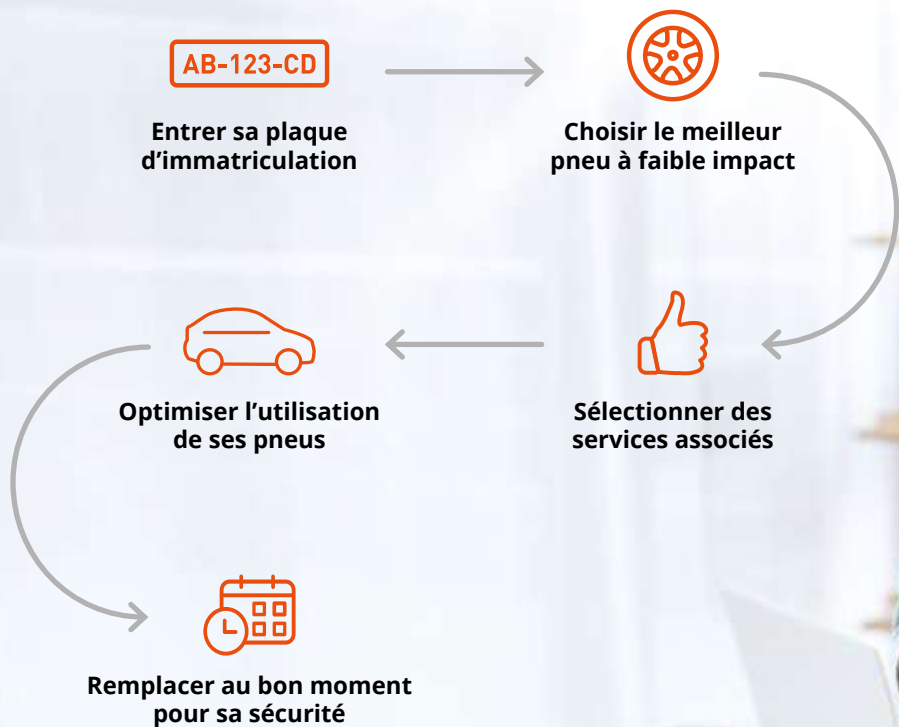 AB-123-CD
Entrer sa plaque
d’immatriculation
Choisir le meilleur
pneu à faible impact
Sélectionner des
services associés
Optimiser l’utilisation
de ses pneus
Remplacer au bon moment
pour sa sécurité